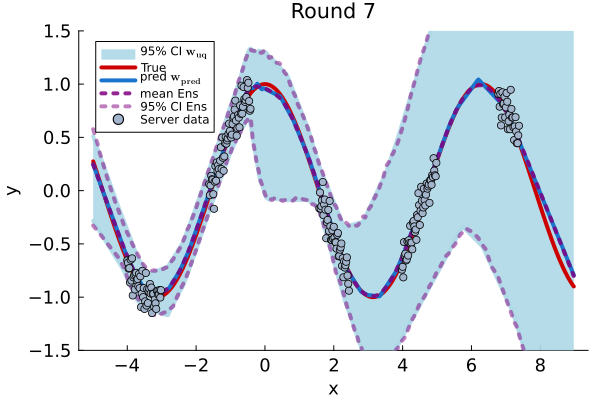 Round 7
95% CI w_uq
True
pred w_pred
mean Ens
95% CI Ens
Server data
y
1.5
1.0
0.5
0.0
−0.5
−1.0
−1.5
−4 −2 0 2 4 6 8
x